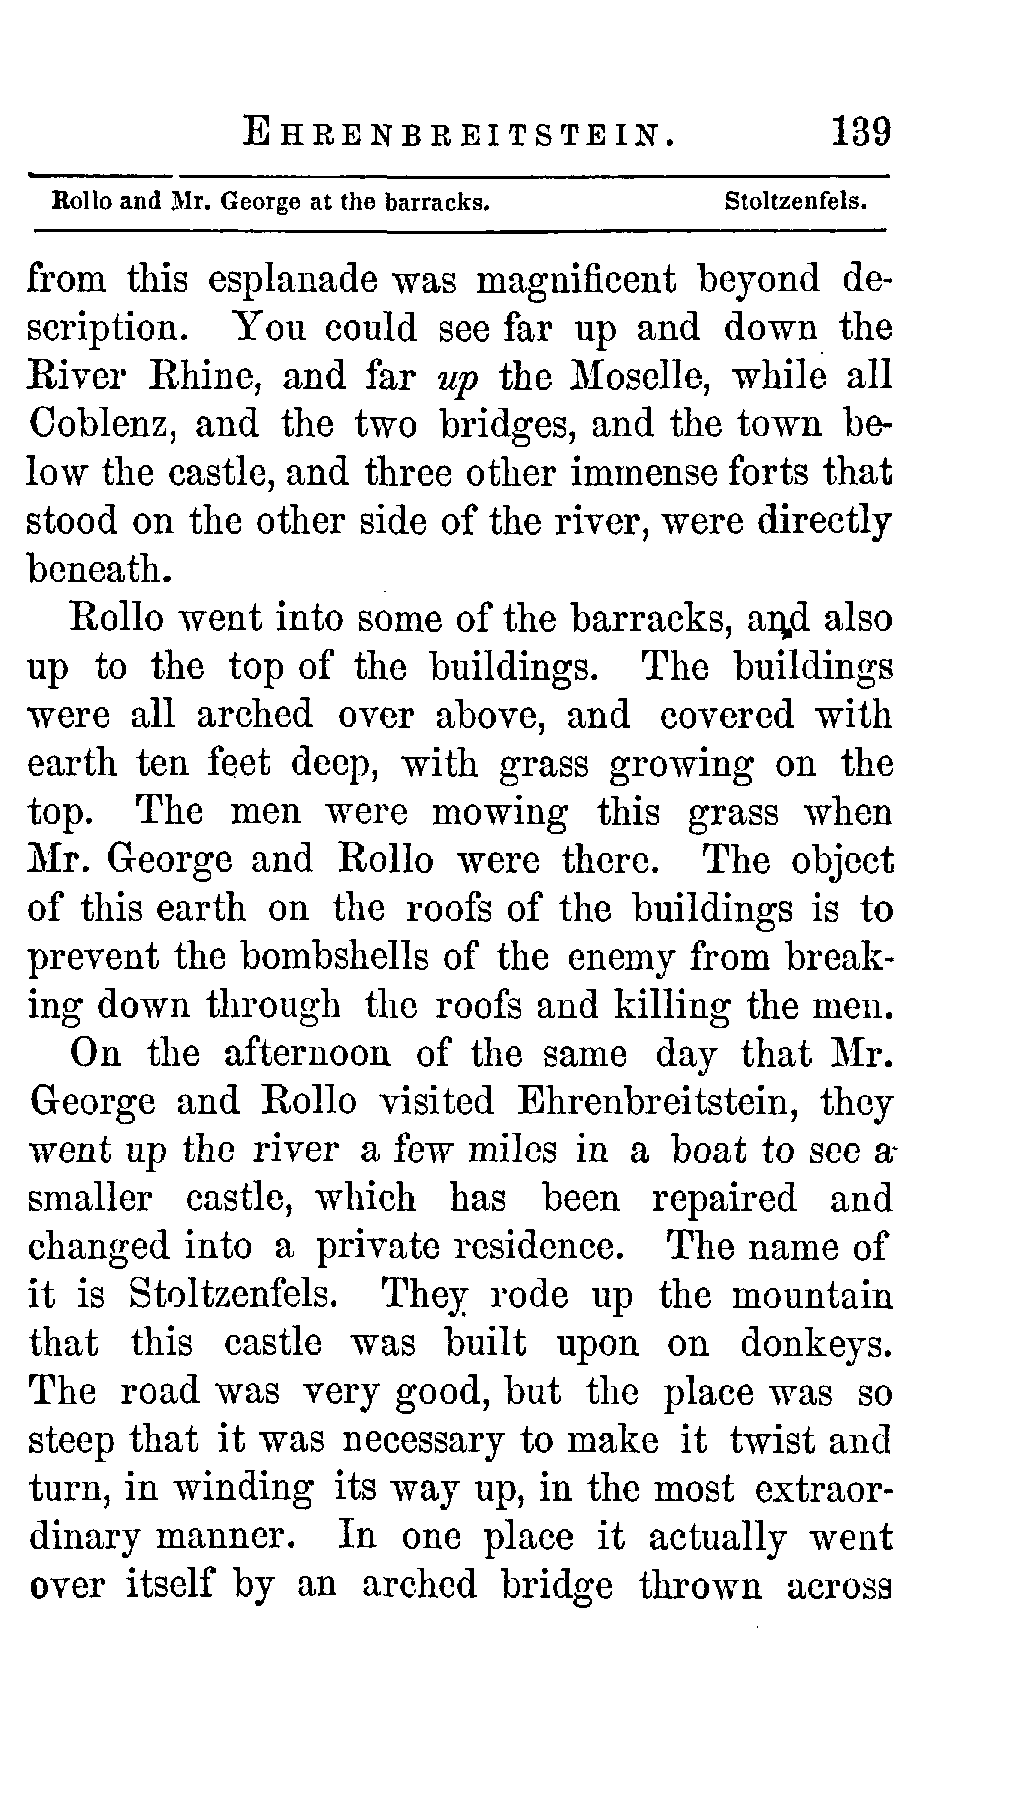 EHRENBREITSTEIN. 139
Rollo and Mr. George at the barracks. Stoltzenfels.
from this esplanade was magnificent beyond de-
scription. You could see far up and down the
River Rhine, and far up the Moselle, while all
Coblenz, and the two bridges, and the town be-
low the castle, and three other immense forts that
stood on the other side of the river, were directly
beneath.
Rollo went into some of the barracks, and also
up to the top of the buildings. The buildings
were all arched over above, and covered with
earth ten feet deep, with grass growing on the
top. The men were mowing this grass when
Mr. George and Rollo were there. The object
of this earth on the roofs of the buildings is to
prevent the bombshells of the enemy from break-
ing down through the roofs and killing the men.
On the afternoon of the same day that Mr.
George and Rollo visited Ehrenbreitstein, they
went up the river a few miles in a boat to see a
smaller castle, which has been repaired and
changed into a private residence. The name of
it is Stoltzenfels. They rode up the mountain
that this castle was built upon on donkeys.
The road was very good, but the place was so
steep that it was necessary to make it twist and
turn, in winding its way up, in the most extraor-
dinary manner. In one place it actually went
over itself by an arched bridge thrown across